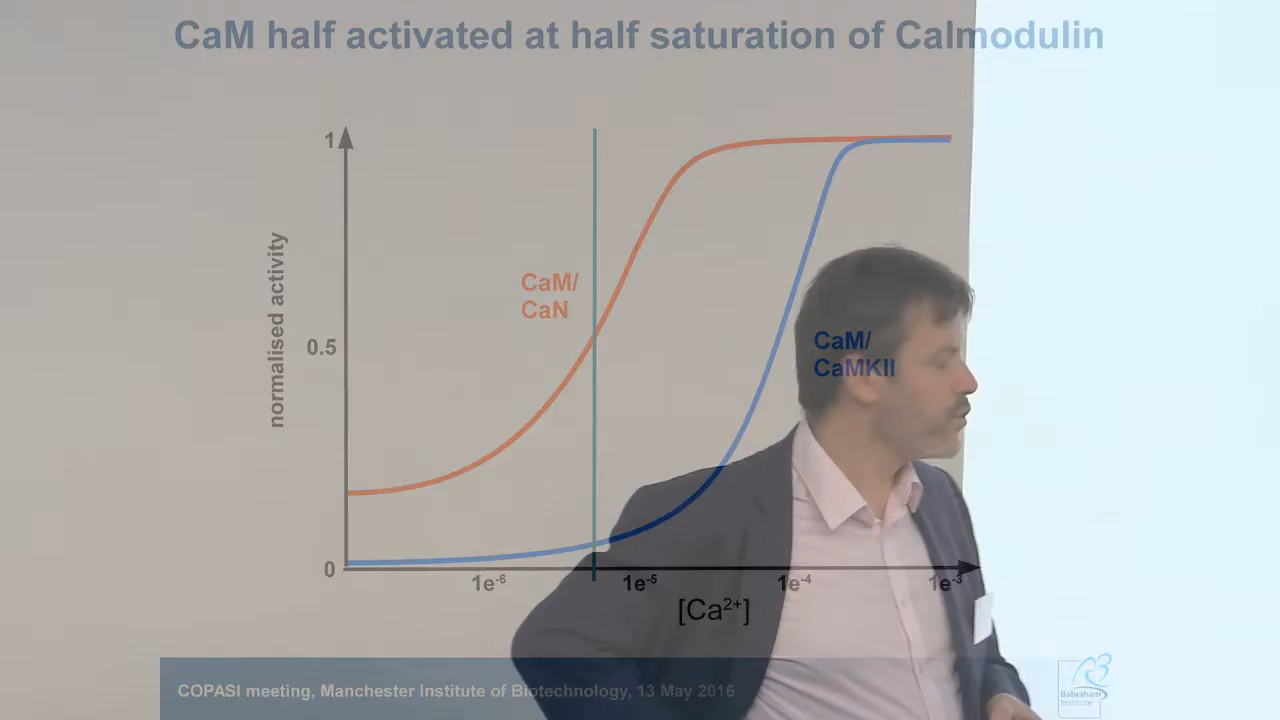 CaM half activated at half saturation of Calmodulin
1
normalised activity
CaM/
CaN
0.5
CaM/
CaMKII
0
1e-6
1e-5
1e-4
1e-3
[Ca2+]
COPASI meeting, Manchester Institute of Biotechnology, 13 May 2016
Babraham
Institute